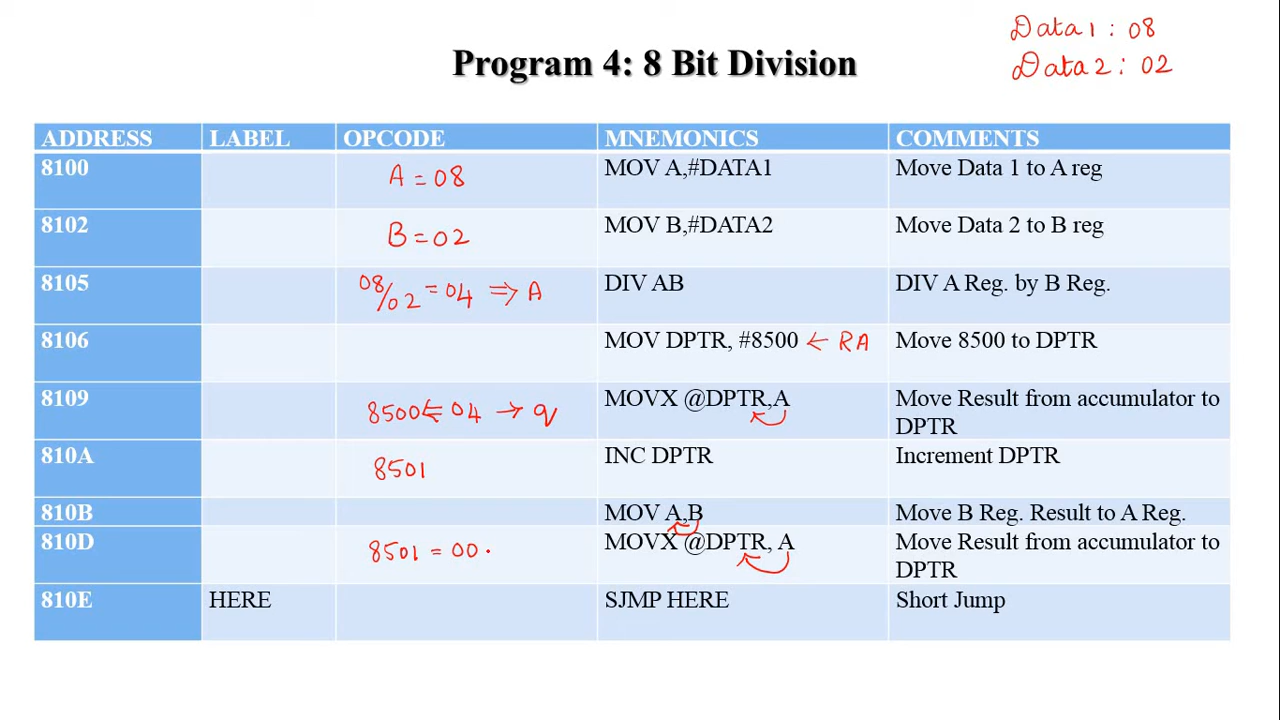 Data1 : 08
Data2 : 02
Program 4: 8 Bit Division
ADDRESS LABEL OPCODE MNEMONICS COMMENTS
8100 A = 08 MOV A,#DATA1 Move Data 1 to A reg
8102 B = 02 MOV B,#DATA2 Move Data 2 to B reg
8105 08/02 = 04 ⇒ A DIV AB DIV A Reg. by B Reg.
8106 MOV DPTR, #8500 ← RA Move 8500 to DPTR
8109 8500 ← 04 → q MOVX @DPTR,A Move Result from accumulator to
DPTR
810A 8501 INC DPTR Increment DPTR
810B MOV A,B Move B Reg. Result to A Reg.
810D 8501 = 00. MOVX @DPTR, A Move Result from accumulator to
DPTR
810E HERE SJMP HERE Short Jump